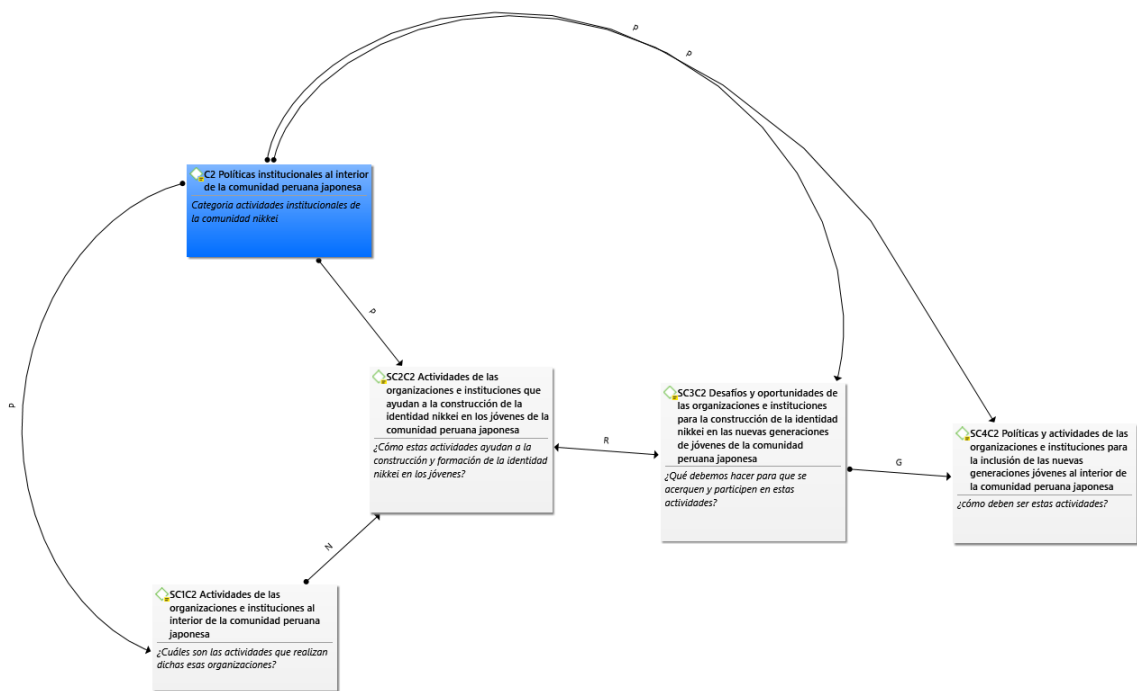 P
P
C2 Políticas institucionales al interior
de la comunidad peruana japonesa
Categoria actividades institucionales de
la comunidad nikkei
P
P
SC2C2 Actividades de las
organizaciones e instituciones que
ayudan a la construcción de la
identidad nikkei en los jóvenes de la
comunidad peruana japonesa
¿Cómo estas actividades ayudan a la
construcción y formación de la identidad
nikkei en los jóvenes?
R
SC3C2 Desafíos y oportunidades de
las organizaciones e instituciones
para la construcción de la identidad
nikkei en las nuevas generaciones
de jóvenes de la comunidad
peruana japonesa
¿Qué debemos hacer para que se
acerquen y participen en estas
actividades?
G
SC4C2 Políticas y actividades de las
organizaciones e instituciones para
la inclusión de las nuevas
generaciones jóvenes al interior de
la comunidad peruana japonesa
¿cómo deben ser estas actividades?
N
SC1C2 Actividades de las
organizaciones e instituciones al
interior de la comunidad peruana
japonesa
¿Cuáles son las actividades que realizan
dichas esas organizaciones?